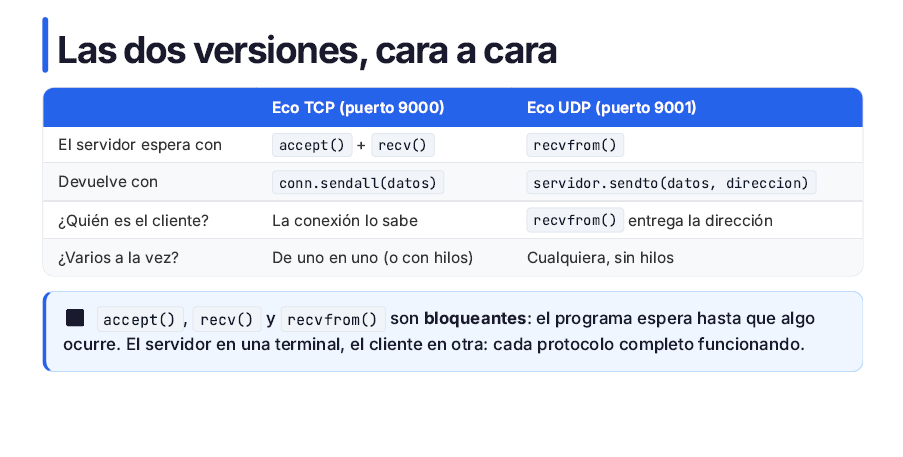 Las dos versiones, cara a cara
Eco TCP (puerto 9000) Eco UDP (puerto 9001)
El servidor espera con accept() + recv() recvfrom()
Devuelve con conn.sendall(datos) servidor.sendto(datos, direccion)
¿Quién es el cliente? La conexión lo sabe recvfrom() entrega la dirección
¿Varios a la vez? De uno en uno (o con hilos) Cualquiera, sin hilos
accept(), recv() y recvfrom() son bloqueantes: el programa espera hasta que algo
ocurre. El servidor en una terminal, el cliente en otra: cada protocolo completo funcionando.